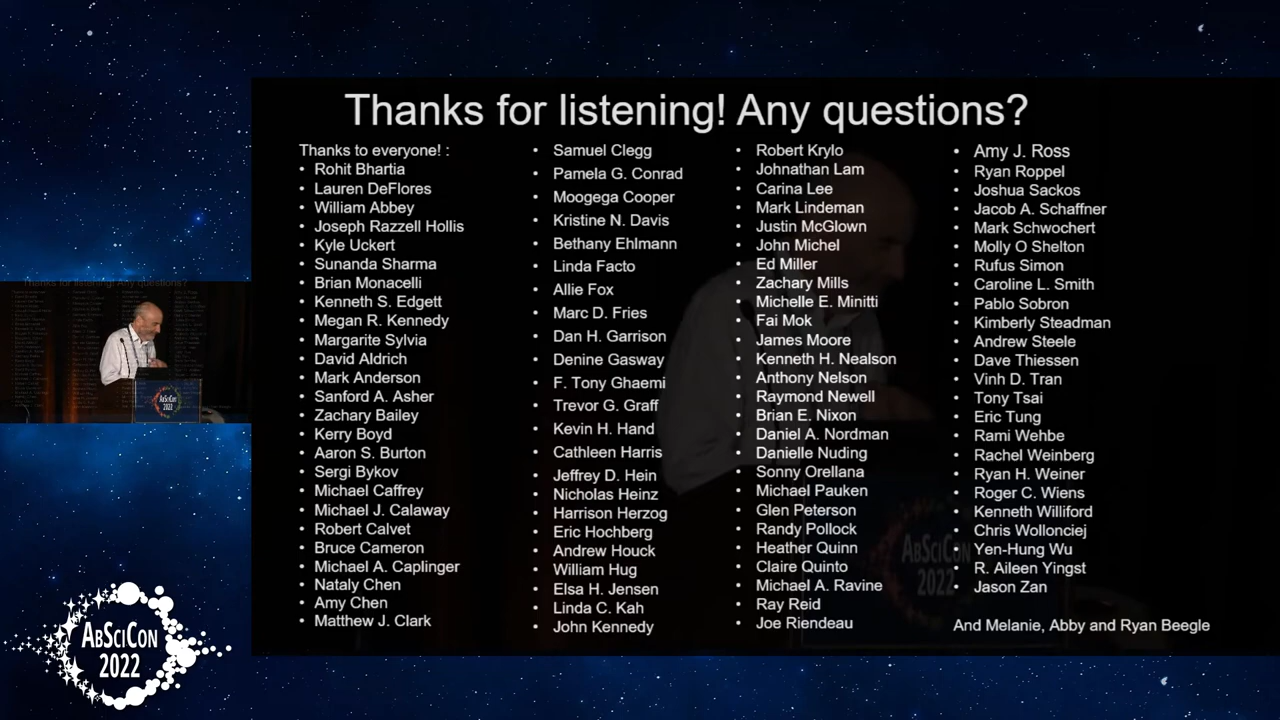 Thanks for listening! Any questions?
Thanks to everyone! :
• Rohit Bhartia
• Lauren DeFlores
• William Abbey
• Joseph Razzell Hollis
• Kyle Uckert
• Sunanda Sharma
• Brian Monacelli
• Kenneth S. Edgett
• Megan R. Kennedy
• Margarite Sylvia
• David Aldrich
• Mark Anderson
• Sanford A. Asher
• Zachary Bailey
• Kerry Boyd
• Aaron S. Burton
• Sergi Bykov
• Michael Caffrey
• Michael J. Calaway
• Robert Calvet
• Bruce Cameron
• Michael A. Caplinger
• Nataly Chen
• Amy Chen
• Matthew J. Clark
• Samuel Clegg
• Pamela G. Conrad
• Moogega Cooper
• Kristine N. Davis
• Bethany Ehlmann
• Linda Facto
• Allie Fox
• Marc D. Fries
• Dan H. Garrison
• Denine Gasway
• F. Tony Ghaemi
• Trevor G. Graff
• Kevin H. Hand
• Cathleen Harris
• Jeffrey D. Hein
• Nicholas Heinz
• Harrison Herzog
• Eric Hochberg
• Andrew Houck
• William Hug
• Elsa H. Jensen
• Linda C. Kah
• John Kennedy
• Robert Krylo
• Johnathan Lam
• Carina Lee
• Mark Lindeman
• Justin McGlown
• John Michel
• Ed Miller
• Zachary Mills
• Michelle E. Minitti
• Fai Mok
• James Moore
• Kenneth H. Nealson
• Anthony Nelson
• Raymond Newell
• Brian E. Nixon
• Daniel A. Nordman
• Danielle Nuding
• Sonny Orellana
• Michael Pauken
• Glen Peterson
• Randy Pollock
• Heather Quinn
• Claire Quinto
• Michael A. Ravine
• Ray Reid
• Joe Riendeau
• Amy J. Ross
• Ryan Roppel
• Joshua Sackos
• Jacob A. Schaffner
• Mark Schwochert
• Molly O Shelton
• Rufus Simon
• Caroline L. Smith
• Pablo Sobron
• Kimberly Steadman
• Andrew Steele
• Dave Thiessen
• Vinh D. Tran
• Tony Tsai
• Eric Tung
• Rami Wehbe
• Rachel Weinberg
• Ryan H. Weiner
• Roger C. Wiens
• Kenneth Williford
• Chris Wollonciej
• Yen-Hung Wu
• R. Aileen Yingst
• Jason Zan
And Melanie, Abby and Ryan Beegle
AbSciCon
2022
AbSciCon
2022
Thanks for listening! Any questions?
AbSciCon
2022